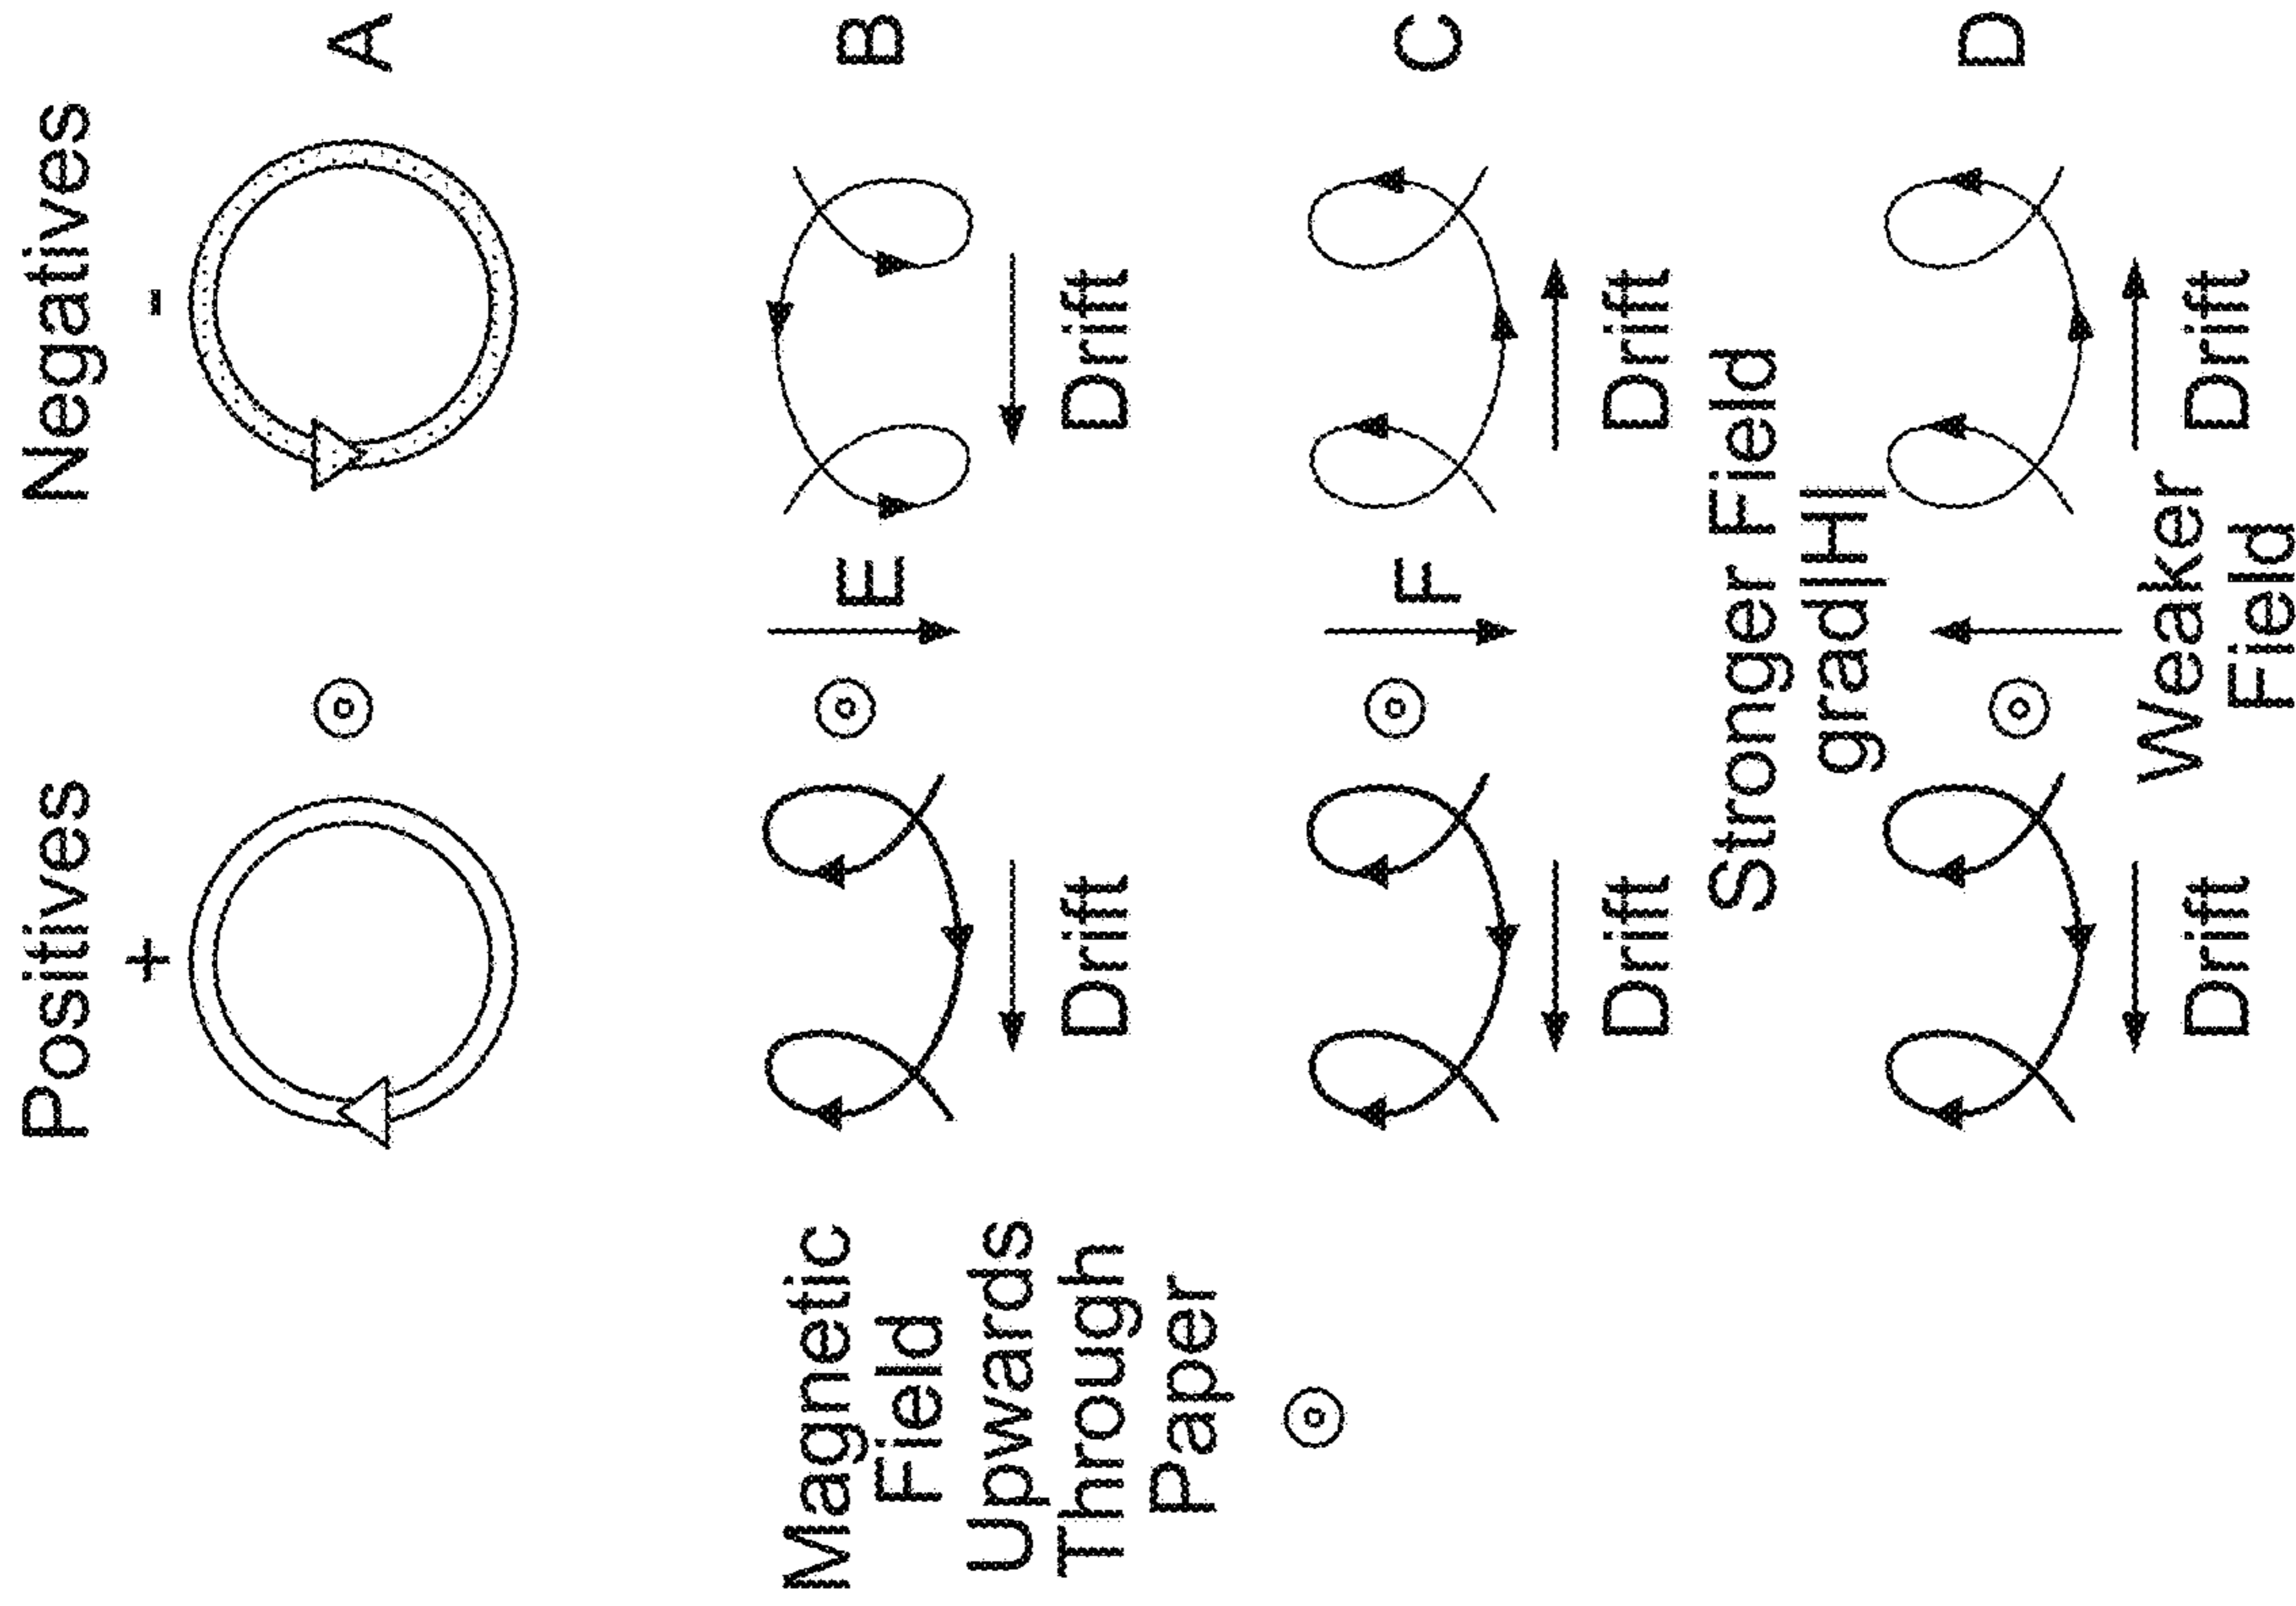 Positives
Negatives
+
-
A
Magnetic
Field
Upwards
Through
Paper
E
B
Drift
Drift
F
C
Drift
Drift
Stronger Field
grad|H|
D
Weaker
Field
Drift
Drift